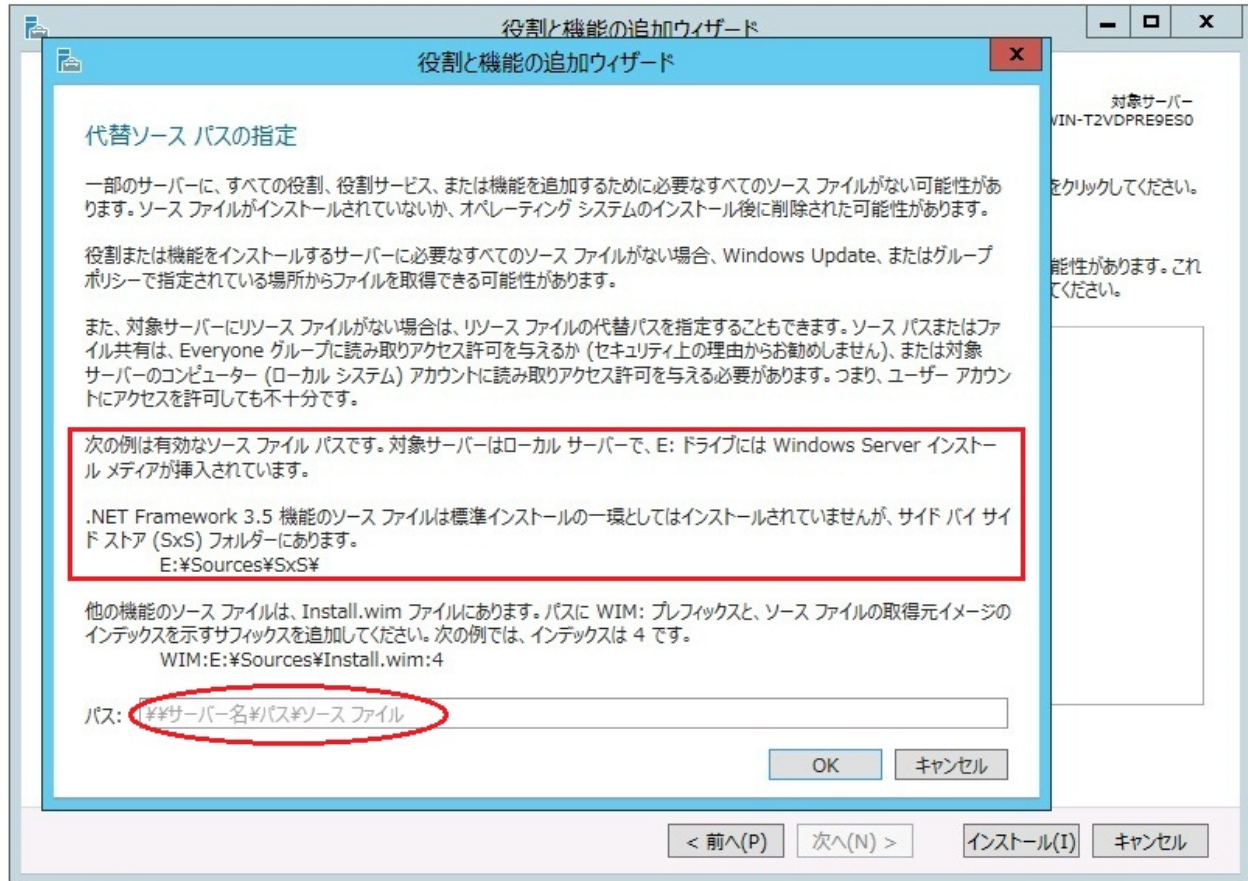 役割と機能の追加ウィザード
役割と機能の追加ウィザード
対象サーバー
WIN-T2VDPRE9ES0
代替ソース パスの指定
一部のサーバーに、すべての役割、役割サービス、または機能を追加するために必要なすべてのソース ファイルがない可能性があ
ります。ソース ファイルがインストールされていないか、オペレーティング システムのインストール後に削除された可能性があります。
をクリックしてください。
役割または機能をインストールするサーバーに必要なすべてのソース ファイルがない場合、Windows Update、またはグループ
ポリシーで指定されている場所からファイルを取得できる可能性があります。
能性があります。これ
てください。
また、対象サーバーにリソース ファイルがない場合は、リソース ファイルの代替パスを指定することもできます。ソース パスまたはファ
イル共有は、Everyone グループに読み取りアクセス許可を与えるか (セキュリティ上の理由からお勧めしません)、または対象
サーバーのコンピューター (ローカル システム) アカウントに読み取りアクセス許可を与える必要があります。つまり、ユーザー アカウン
トにアクセスを許可しても不十分です。
次の例は有効なソース ファイル パスです。対象サーバーはローカル サーバーで、E: ドライブには Windows Server インストー
ル メディアが挿入されています。
.NET Framework 3.5 機能のソース ファイルは標準インストールの一環としてはインストールされていませんが、サイド バイ サイ
ド ストア (SxS) フォルダーにあります。
E:¥Sources¥SxS¥
他の機能のソース ファイルは、Install.wim ファイルにあります。パスに WIM: プレフィックスと、ソース ファイルの取得元イメージの
インデックスを示すサフィックスを追加してください。次の例では、インデックスは 4 です。
WIM:E:¥Sources¥Install.wim:4
パス: ¥¥サーバー名¥パス¥ソース ファイル
OK キャンセル
< 前へ(P) 次へ(N) > インストール(I) キャンセル